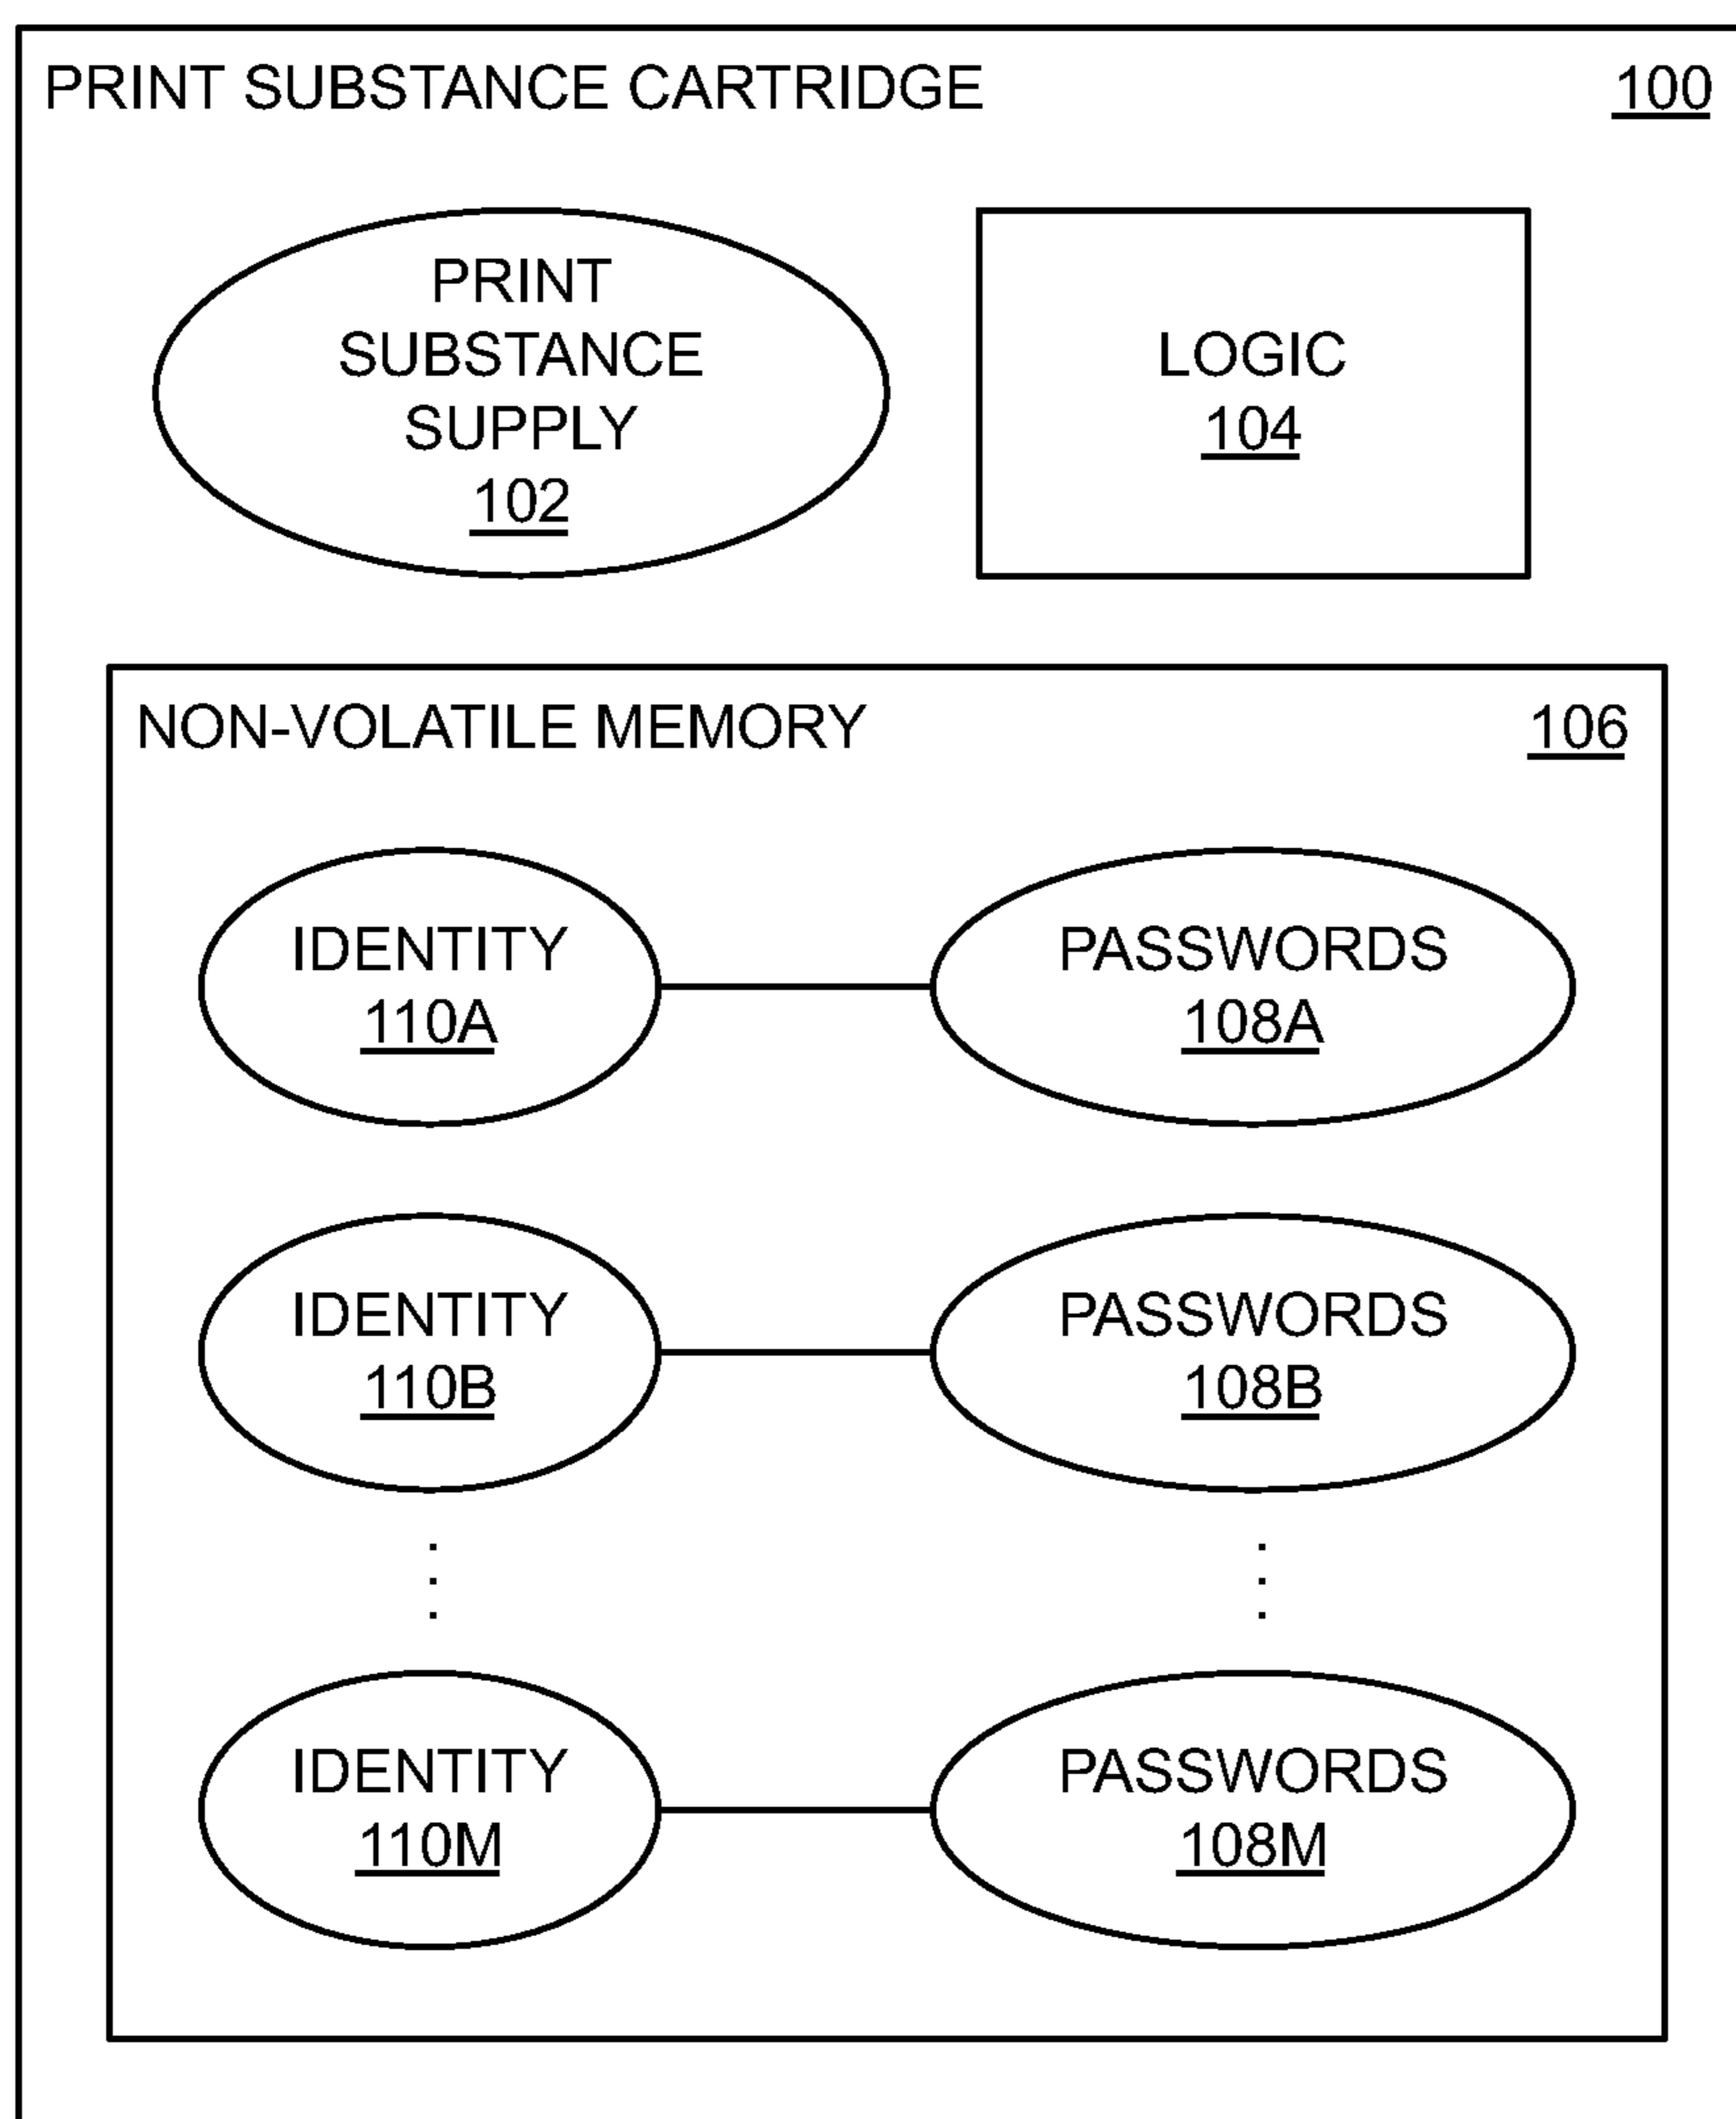 PRINT SUBSTANCE CARTRIDGE 100
PRINT
SUBSTANCE
SUPPLY
102
LOGIC
104
NON-VOLATILE MEMORY 106
IDENTITY
110A
PASSWORDS
108A
IDENTITY
110B
PASSWORDS
108B
IDENTITY
110M
PASSWORDS
108M